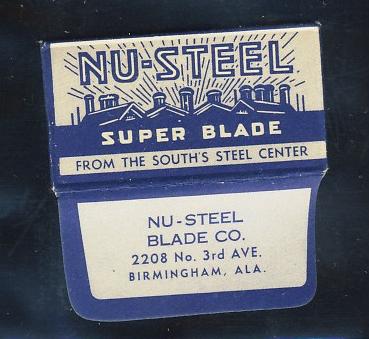 NU-STEEL
SUPER BLADE
FROM THE SOUTH'S STEEL CENTER
NU-STEEL
BLADE CO.
2208 No. 3rd AVE.
BIRMINGHAM, ALA.